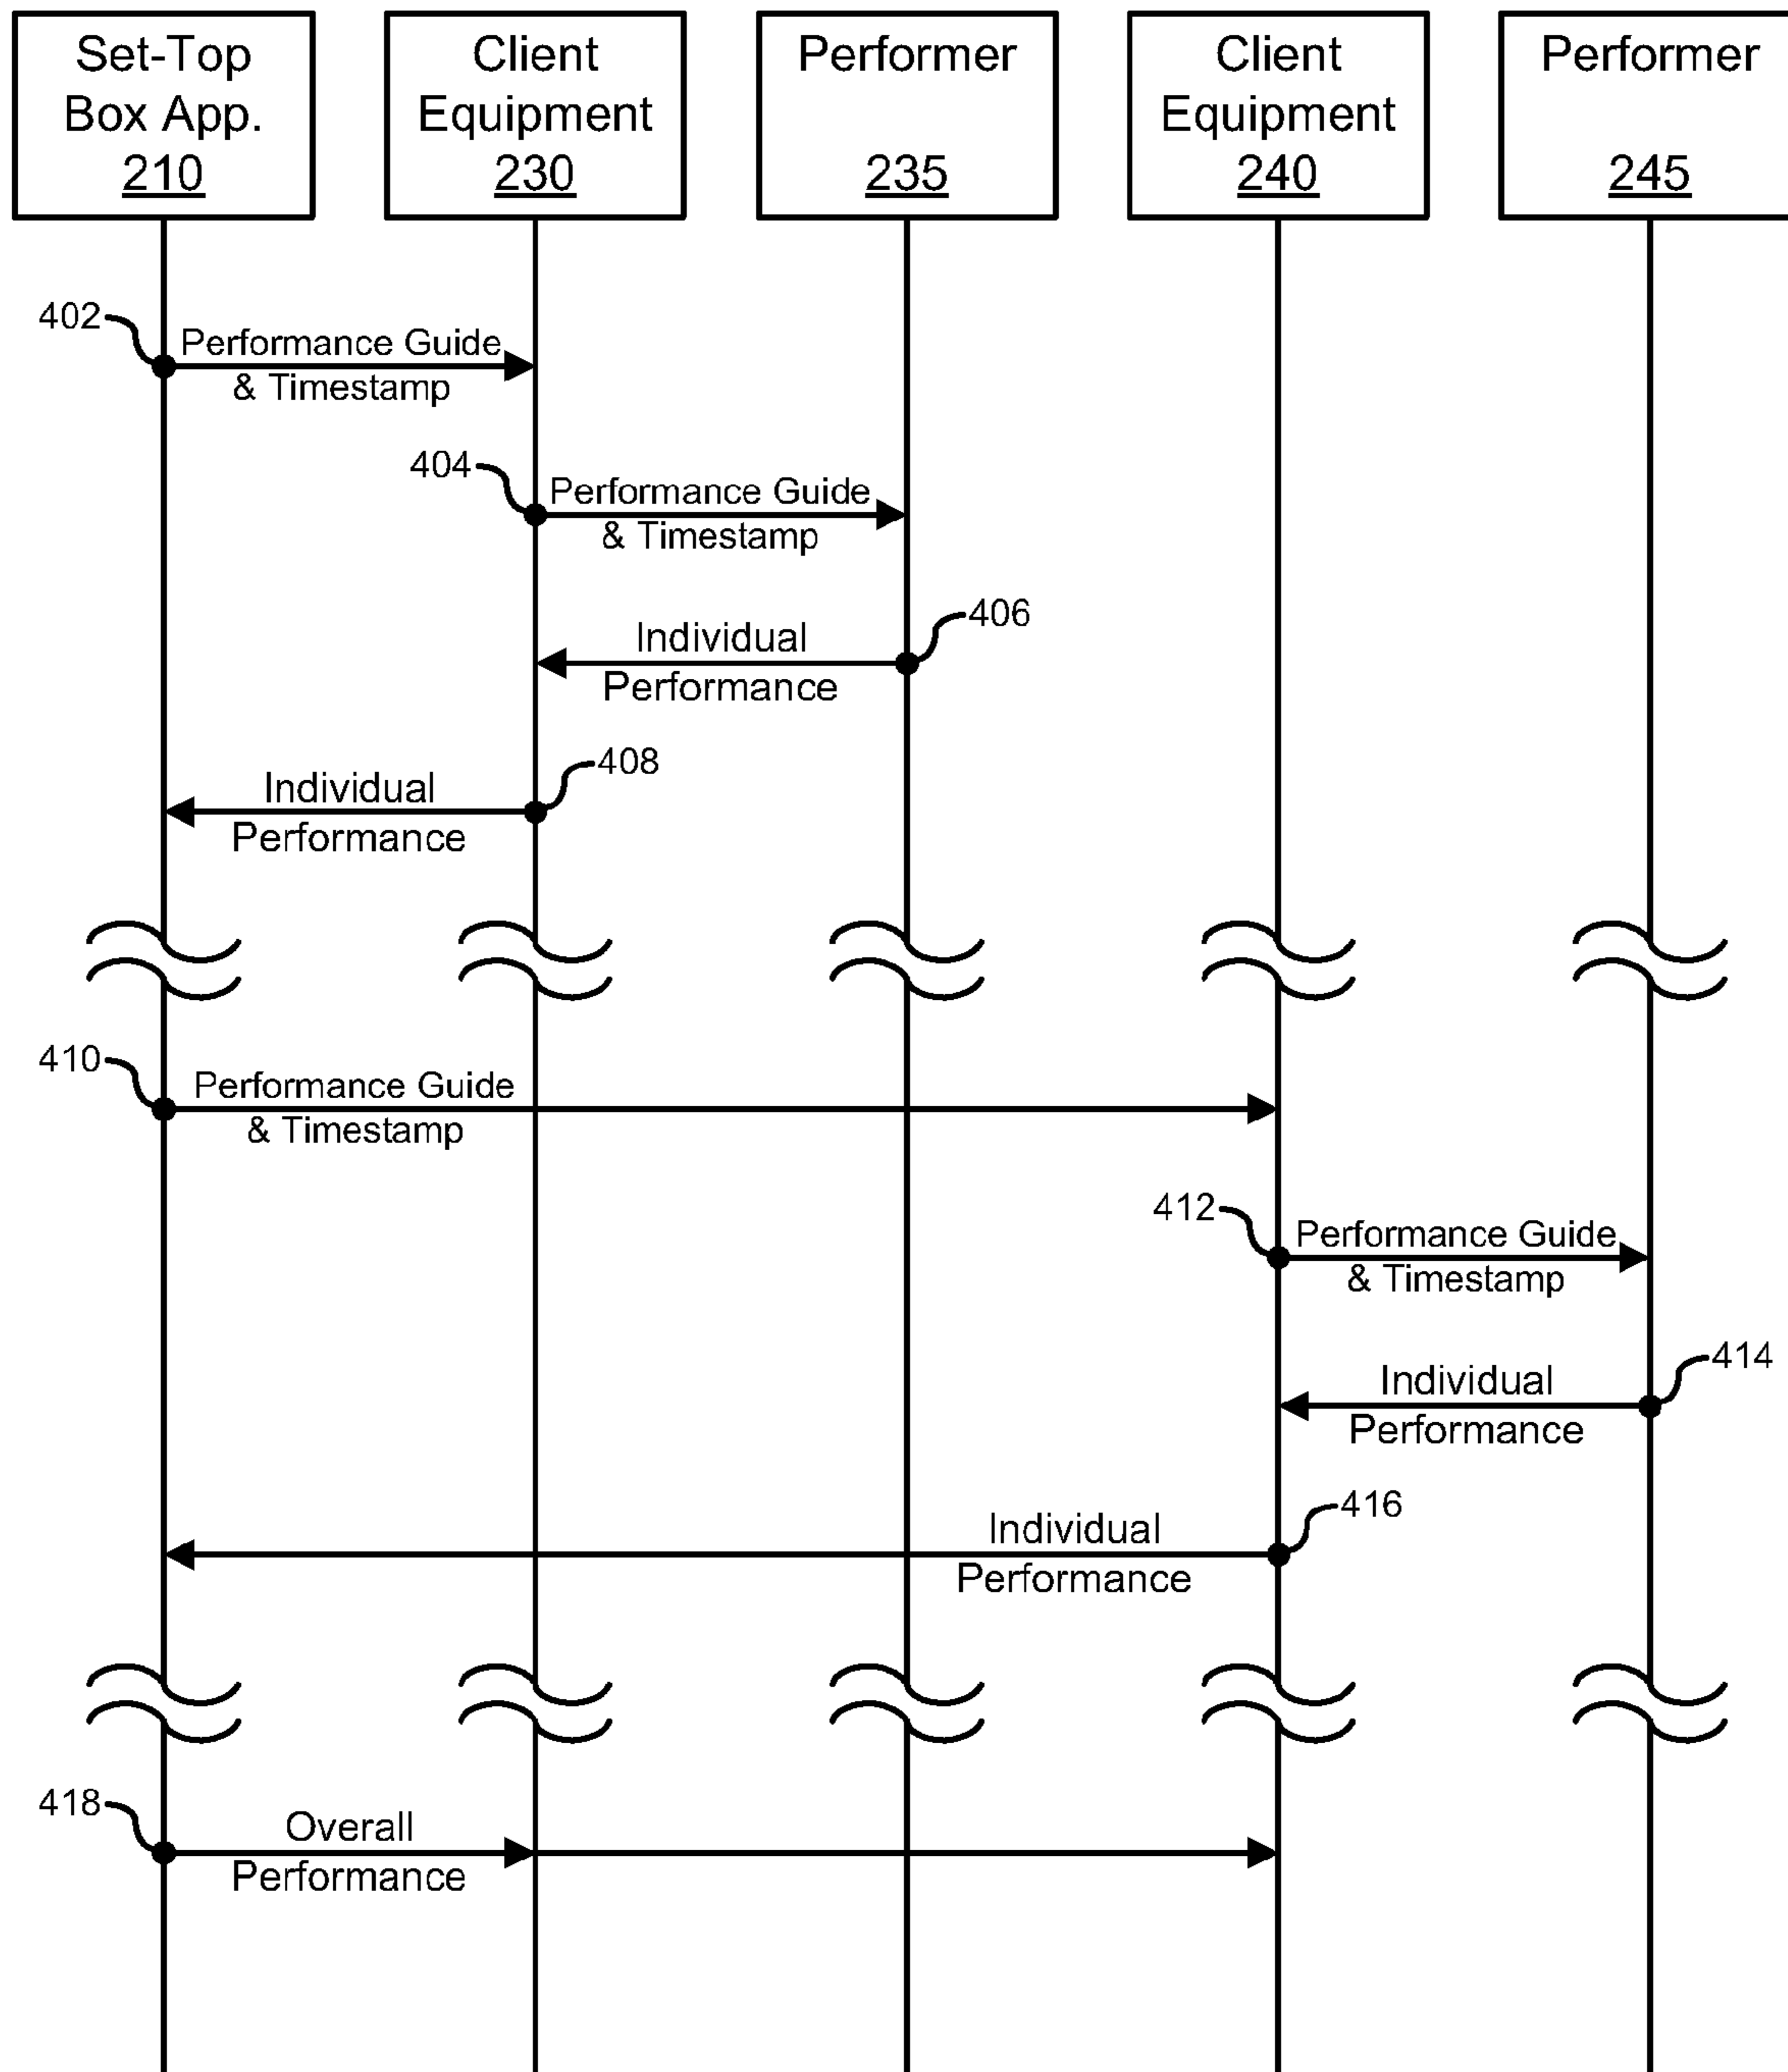 Set-Top
Box App.
210
Client
Equipment
230
Performer
235
Client
Equipment
240
Performer
245
402
Performance Guide
& Timestamp
404
Performance Guide
& Timestamp
406
Individual
Performance
408
Individual
Performance
410
Performance Guide
& Timestamp
412
Performance Guide
& Timestamp
414
Individual
Performance
416
Individual
Performance
418
Overall
Performance